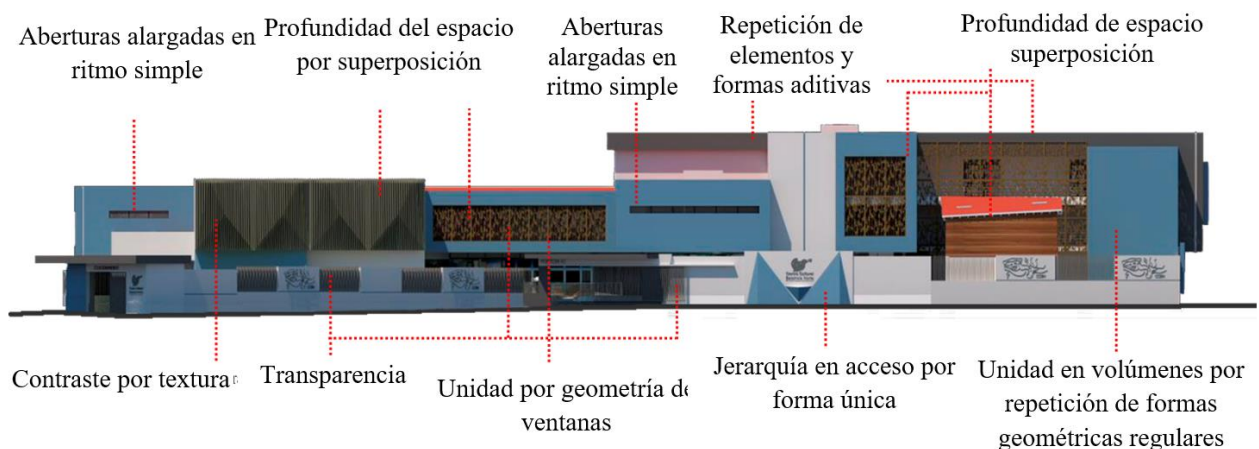 Aberturas alargadas en
ritmo simple
Profundidad del espacio
por superposición
Aberturas
alargadas en
ritmo simple
Repetición de
elementos y
formas aditivas
Profundidad de espacio
superposición
Contraste por textura
Transparencia
Unidad por geometría de
ventanas
Jerarquía en acceso por
forma única
Unidad en volúmenes por
repetición de formas
geométricas regulares